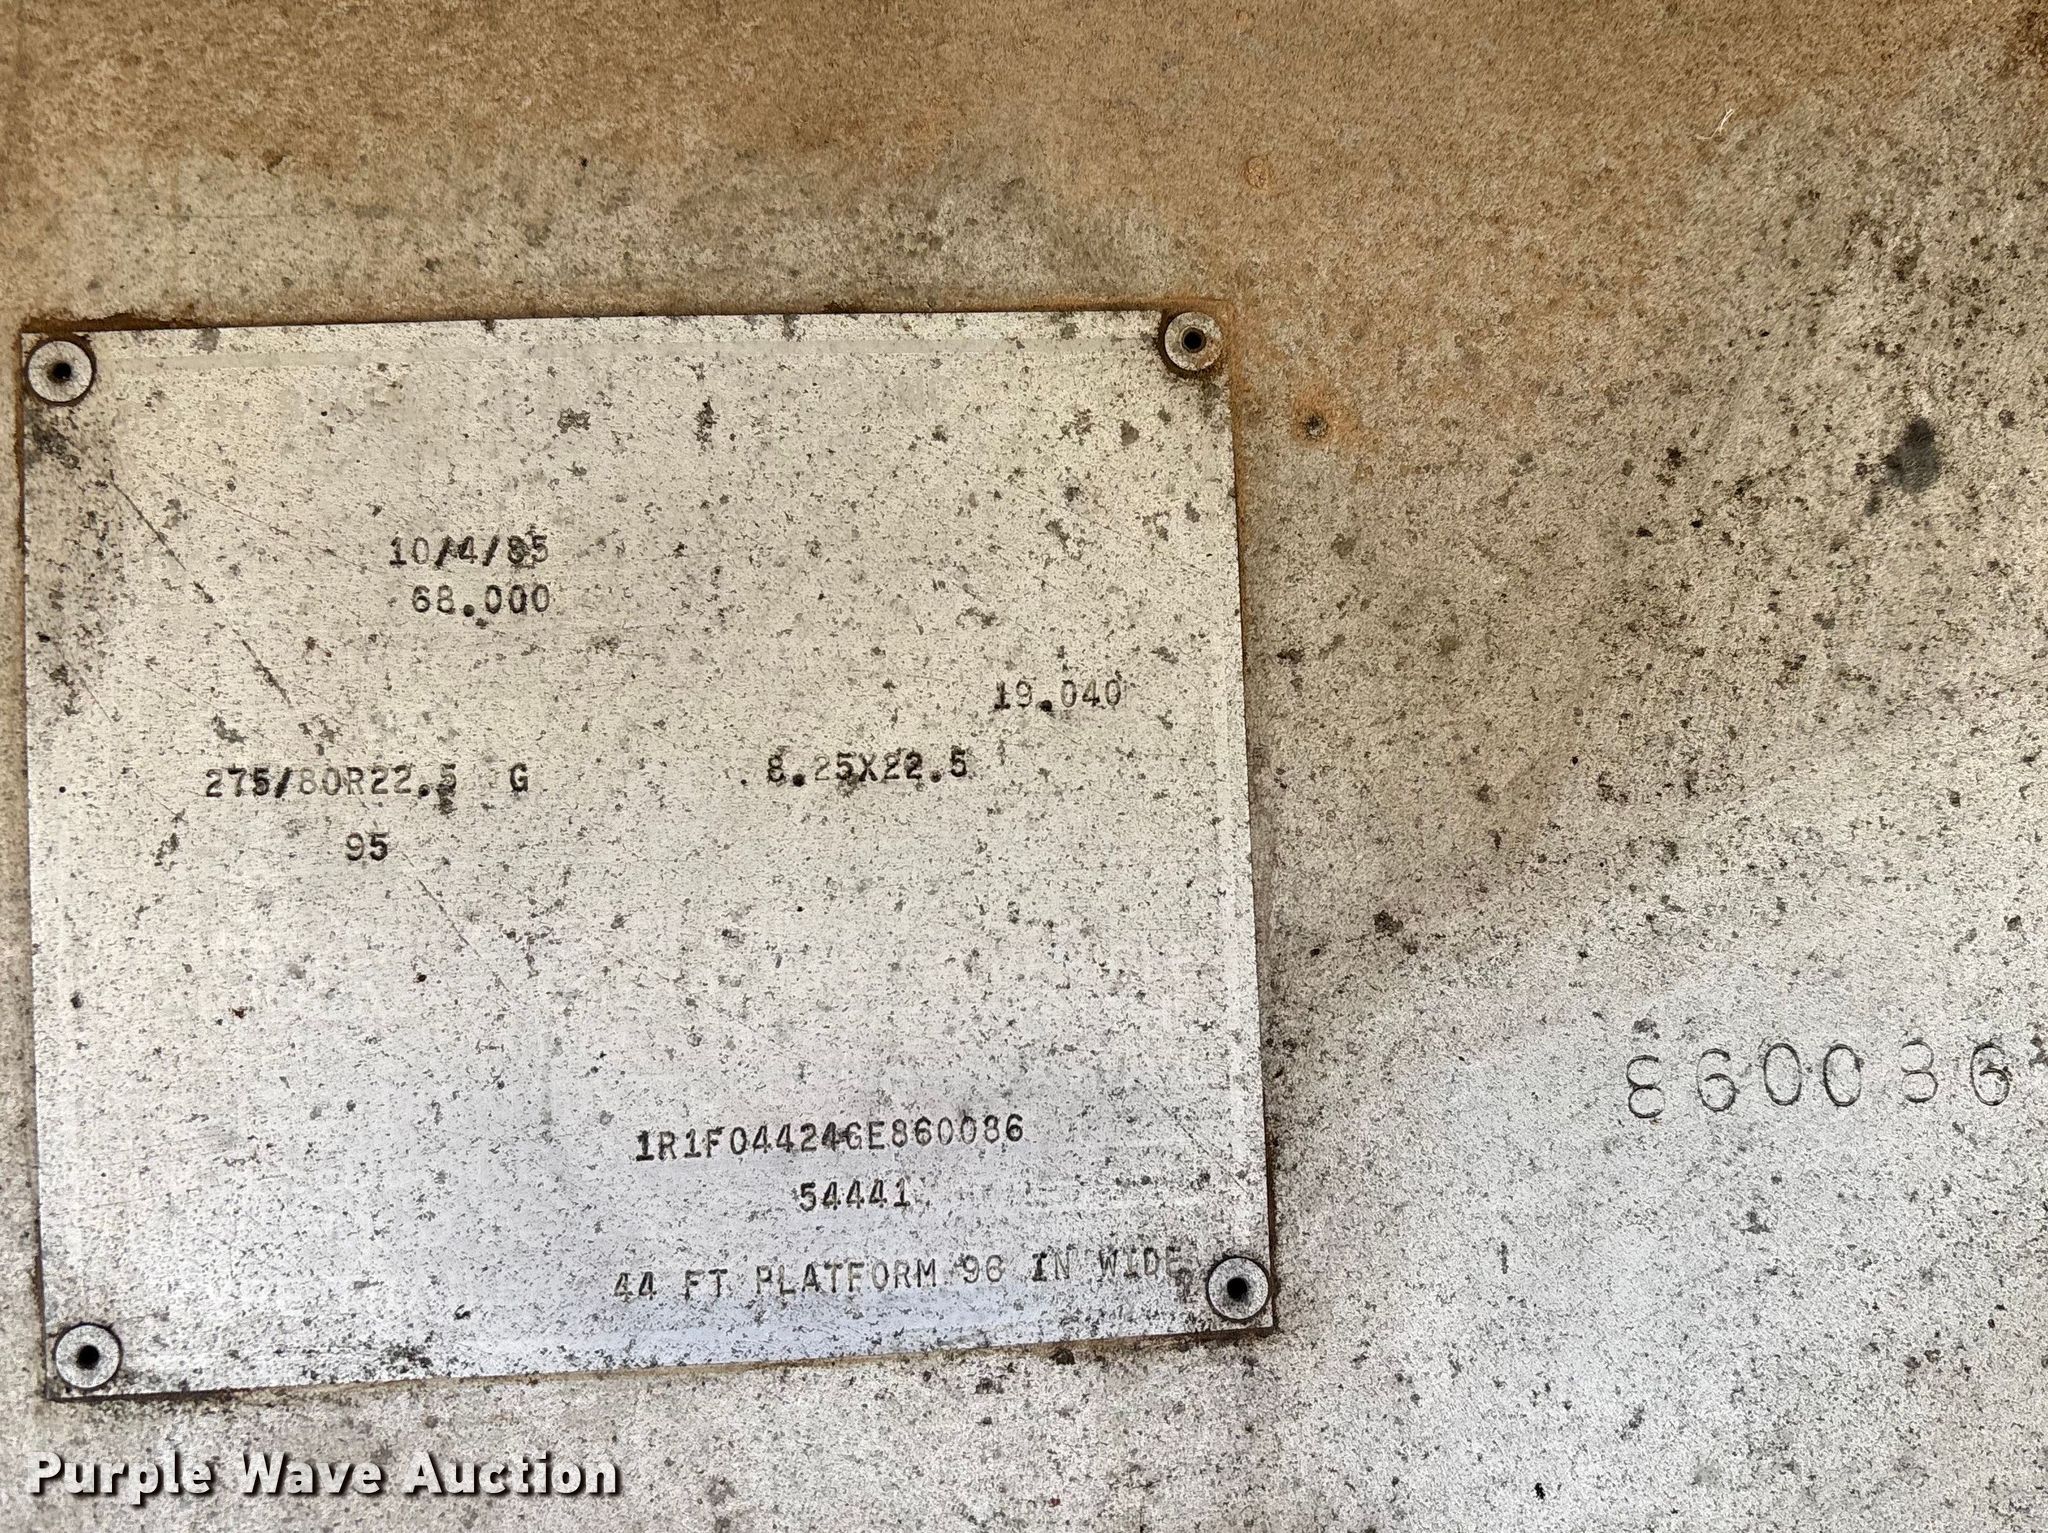 10/4/85
68.000
19.040
275/80R22.5 G
8.25X22.5
95
860086
1R1F04424GE860086
54441
44 FT PLATFORM 96 IN WIDE
Purple Wave Auction